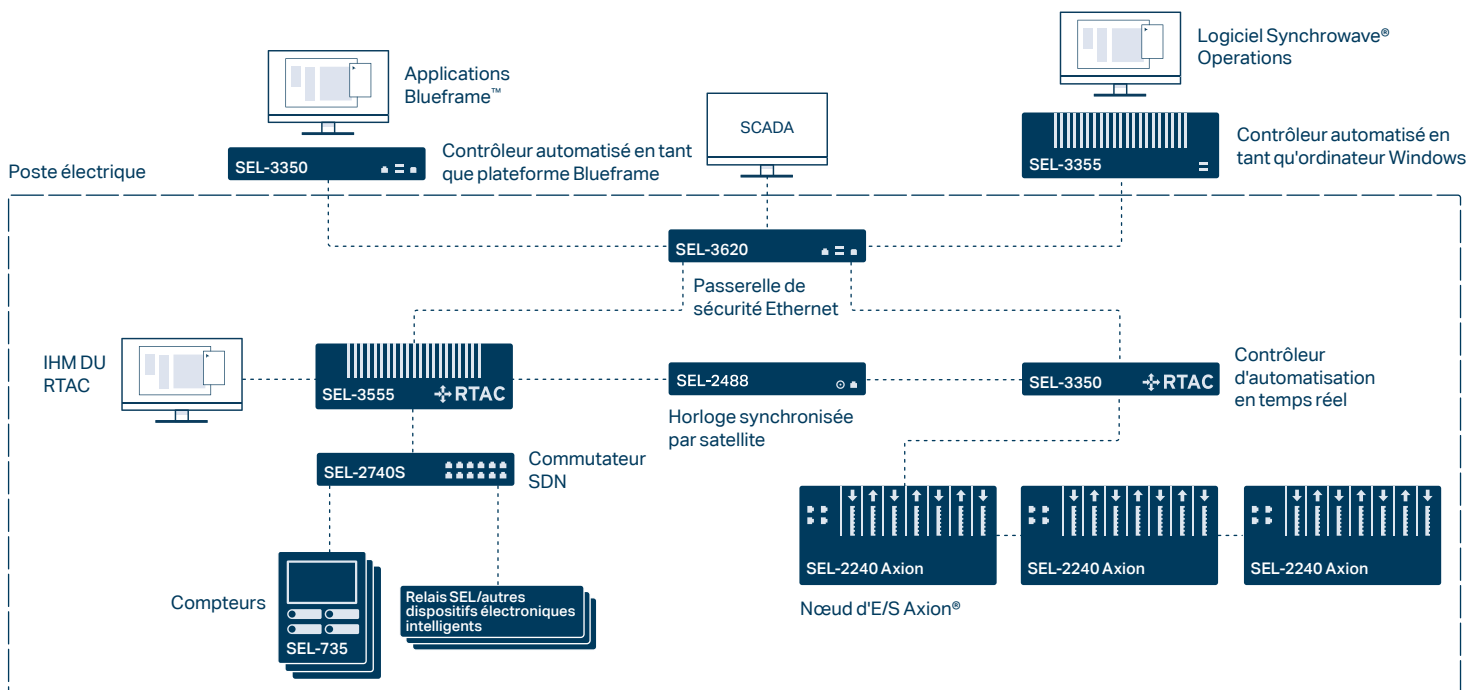 Applications
Blueframe™
SEL-3350
Contrôleur automatisé en tant
que plateforme Blueframe
SCADA
Logiciel Synchrowave®
Operations
SEL-3355
Contrôleur automatisé en
tant qu'ordinateur Windows
Poste électrique
SEL-3620
Passerelle de
sécurité Ethernet
IHM DU
RTAC
SEL-3555
RTAC
SEL-2488
Horloge synchronisée
par satellite
SEL-3350
RTAC
Contrôleur
d'automatisation
en temps réel
SEL-2740S
Commutateur
SDN
Compteurs
SEL-735
Relais SEL/autres
dispositifs électroniques
intelligents
SEL-2240 Axion
SEL-2240 Axion
SEL-2240 Axion
Nœud d'E/S Axion®